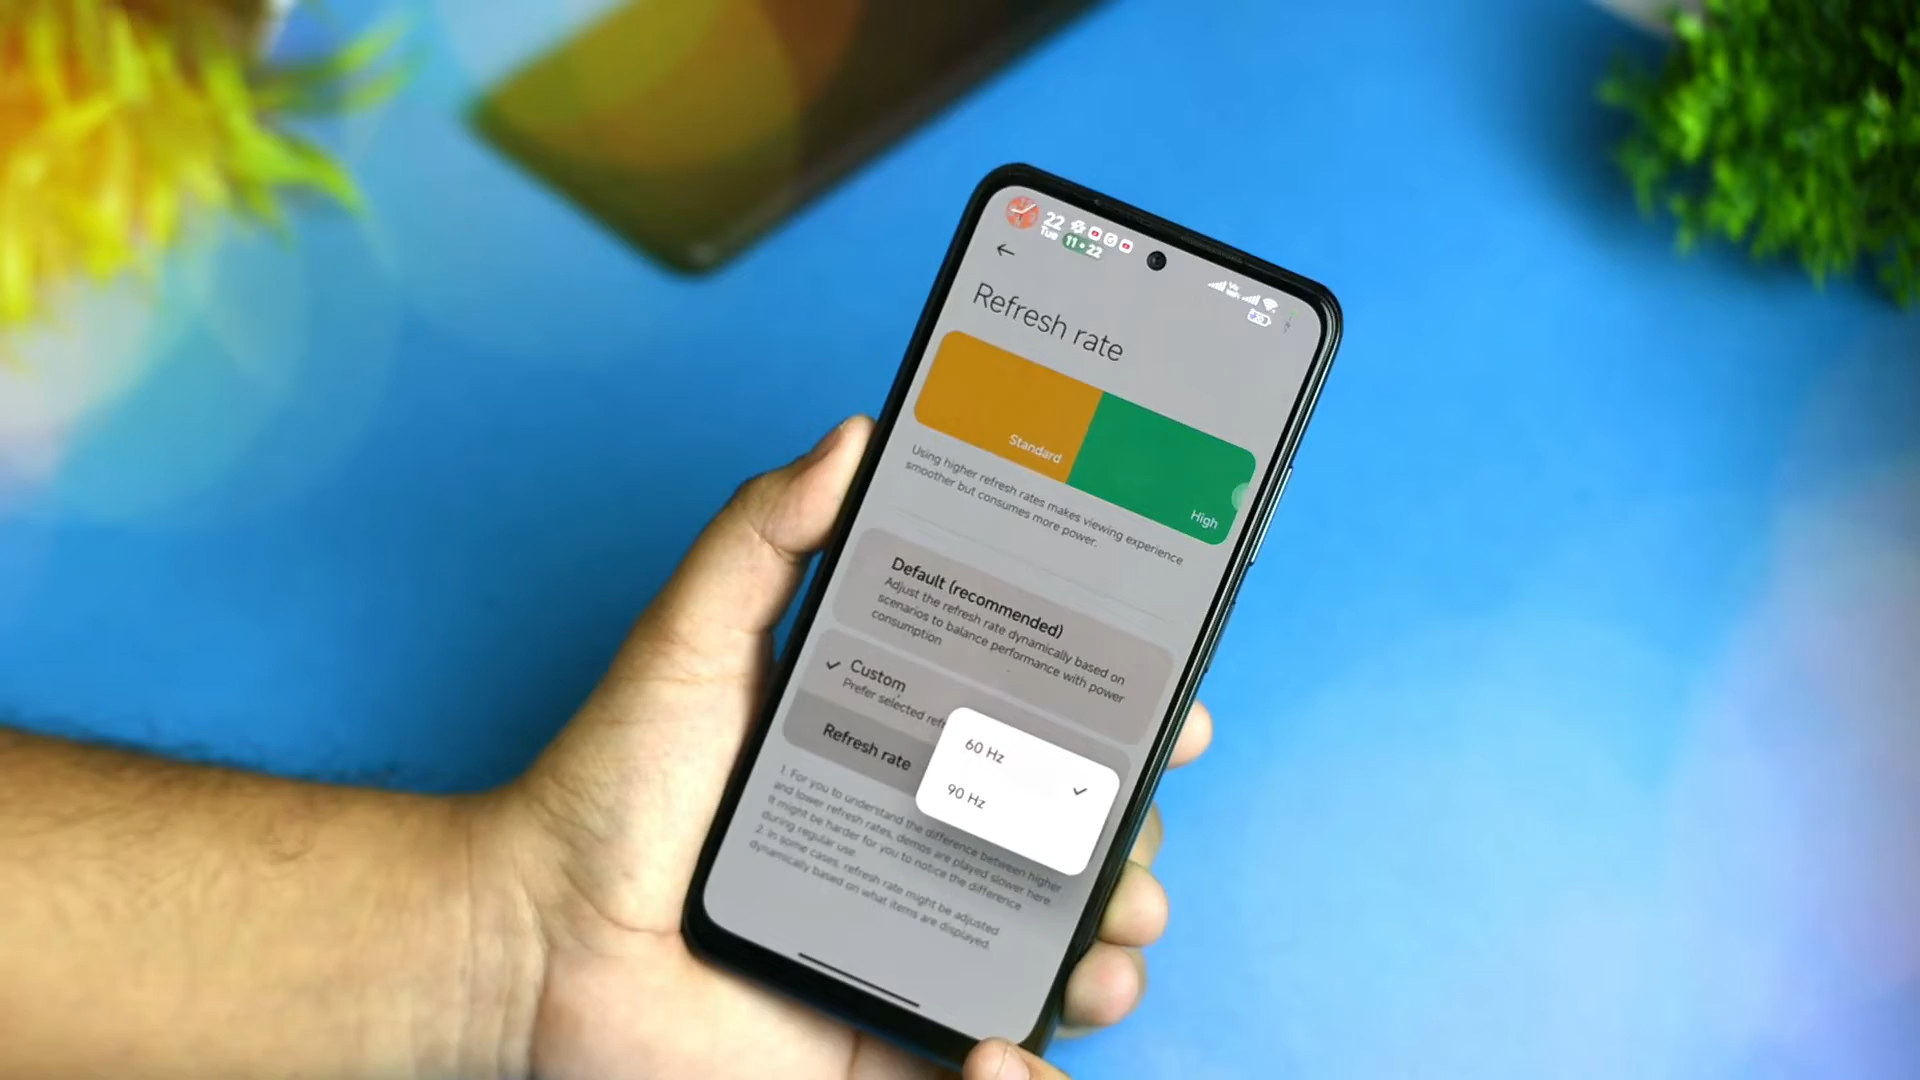 22
Tue 11•22
Refresh rate
Standard
High
Using higher refresh rates makes viewing experience
smoother but consumes more power.
Default (recommended)
Adjust the refresh rate dynamically based on
scenarios to balance performance with power
consumption
Custom
Prefer selected refr
Refresh rate
60 Hz
90 Hz
1. For you to understand the difference between higher
and lower refresh rates, demos are played slower here.
It might be harder for you to notice the difference
during regular use
2. In some cases, refresh rate might be adjusted
dynamically based on what items are displayed.